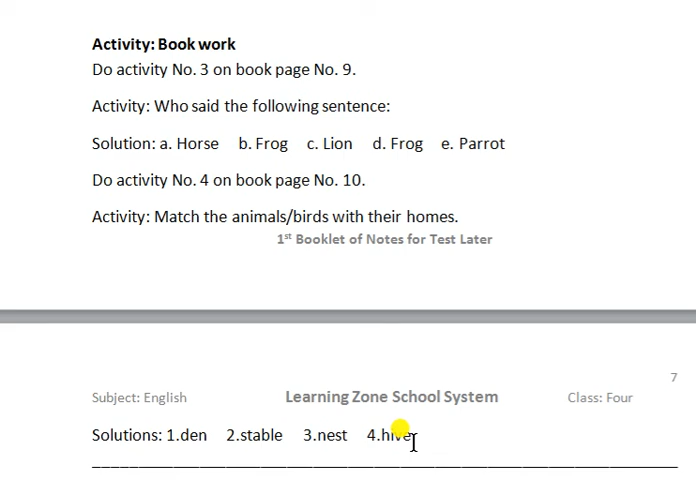 Activity: Book work
Do activity No. 3 on book page No. 9.
Activity: Who said the following sentence:
Solution: a. Horse b. Frog c. Lion d. Frog e. Parrot
Do activity No. 4 on book page No. 10.
Activity: Match the animals/birds with their homes.
1st Booklet of Notes for Test Later
7
Subject: English Learning Zone School System Class: Four
Solutions: 1.den 2.stable 3.nest 4.hive